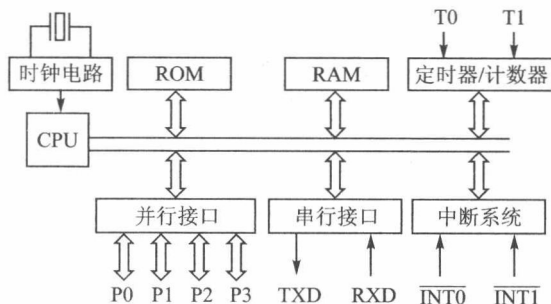 T0 T1
时钟电路 ROM RAM 定时器/计数器
CPU
并行接口 串行接口 中断系统
P0 P1 P2 P3 TXD RXD INT0 INT1